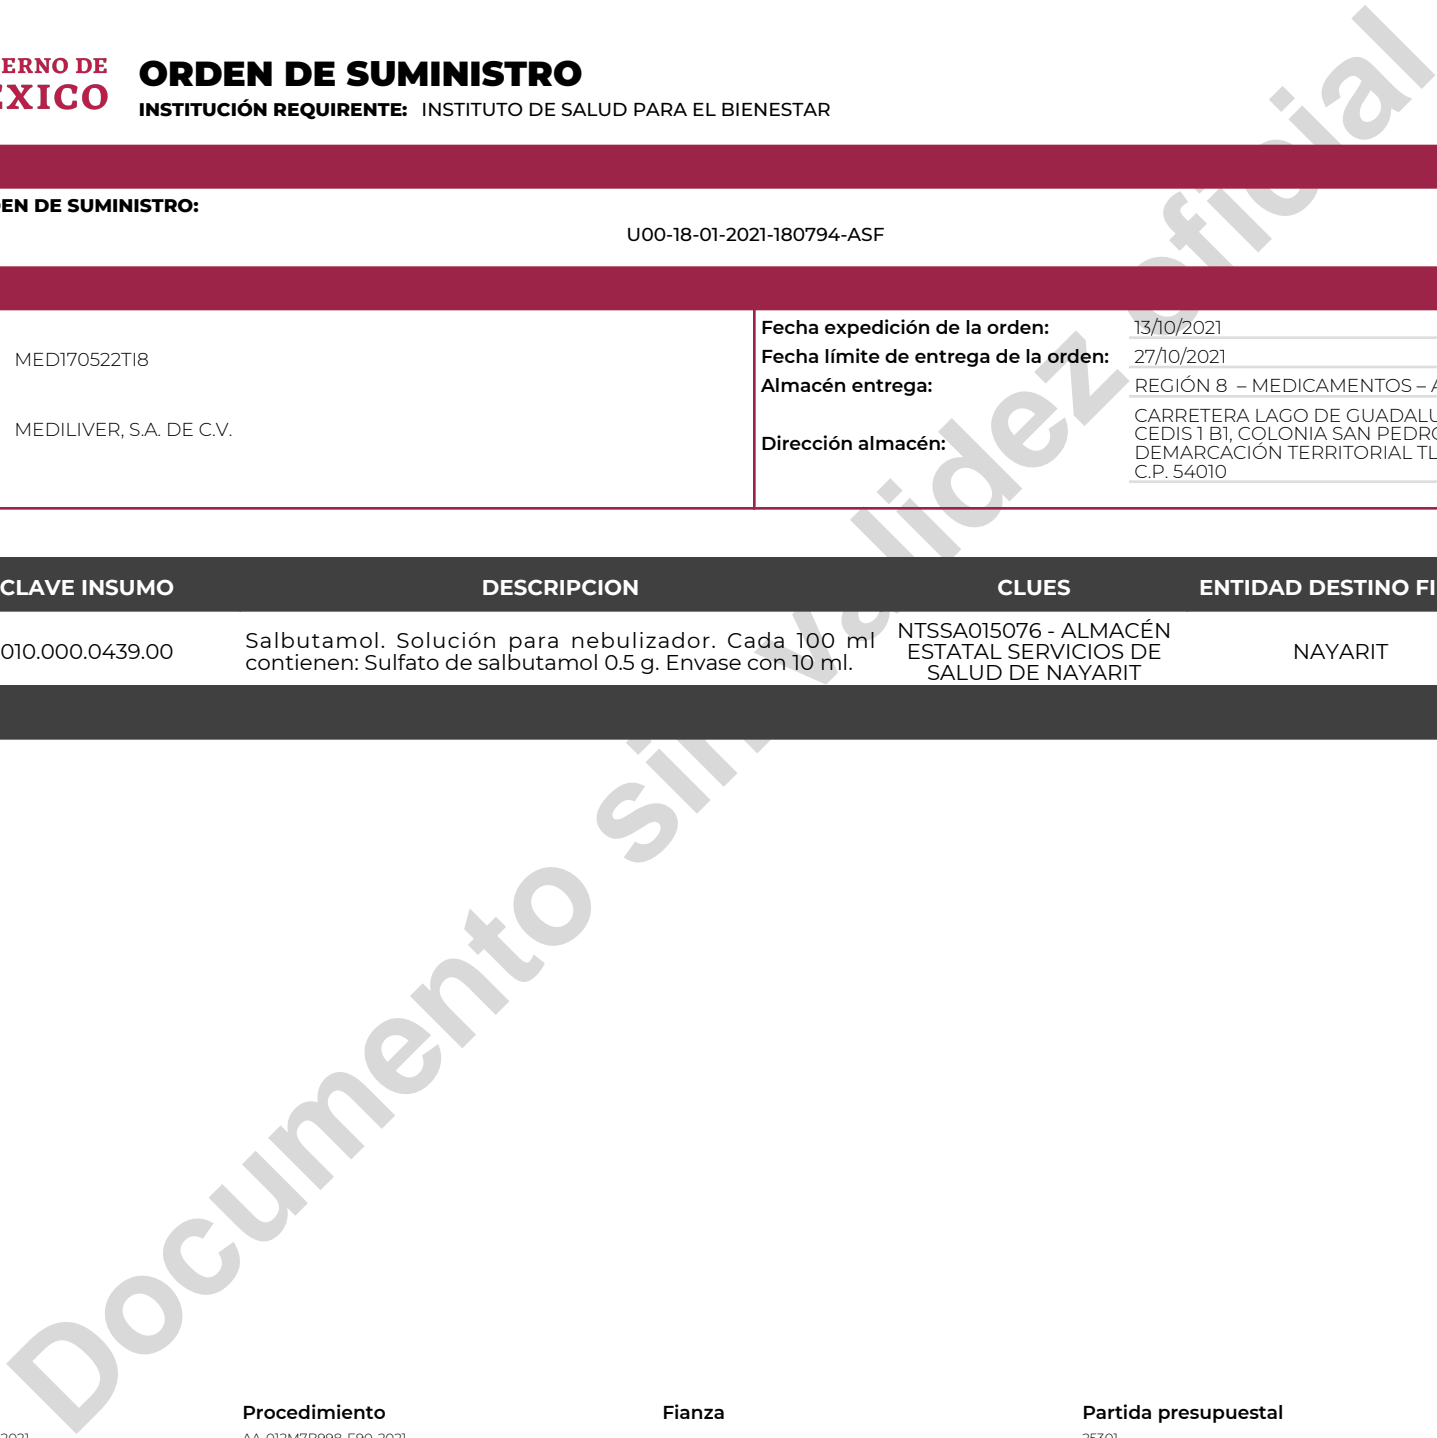 ERNO DE
ORDEN DE SUMINISTRO
INSTITUCIÓN REQUIRENTE: INSTITUTO DE SALUD PARA EL BIENESTAR
EN DE SUMINISTRO:
U00-18-01-2021-180794-ASF
MED170522TI8
MEDILIVER, S.A. DE C.V.
Fecha expedición de la orden: 13/10/2021
Fecha límite de entrega de la orden: 27/10/2021
Almacén entrega: REGIÓN 8 – MEDICAMENTOS – A
Dirección almacén:
CARRETERA LAGO DE GUADALU
CEDIS 1 B1, COLONIA SAN PEDRO
DEMARCACIÓN TERRITORIAL TL
C.P. 54010
CLAVE INSUMO DESCRIPCION CLUES ENTIDAD DESTINO FI
010.000.0439.00
Salbutamol. Solución para nebulizador. Cada 100 ml
contienen: Sulfato de salbutamol 0.5 g. Envase con 10 ml.
NTSSA015076 - ALMACÉN
ESTATAL SERVICIOS DE
SALUD DE NAYARIT
NAYARIT
Documento sin validez oficial
Procedimiento Fianza Partida presupuestal